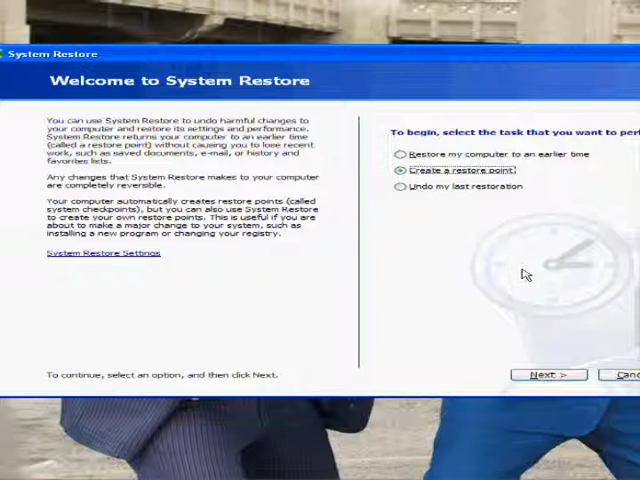 System Restore
Welcome to System Restore
You can use System Restore to undo harmful changes to
your computer and restore its settings and performance.
System Restore returns your computer to an earlier time
(called a restore point) without causing you to lose recent
work, such as saved documents, e-mail, or history and
favorites lists.
Any changes that System Restore makes to your computer
are completely reversible.
Your computer automatically creates restore points (called
system checkpoints), but you can also use System Restore
to create your own restore points. This is useful if you are
about to make a major change to your system, such as
installing a new program or changing your registry.
System Restore Settings
To continue, select an option, and then click Next.
To begin, select the task that you want to perf
Restore my computer to an earlier time
Create a restore point
Undo my last restoration
Next >
Canc